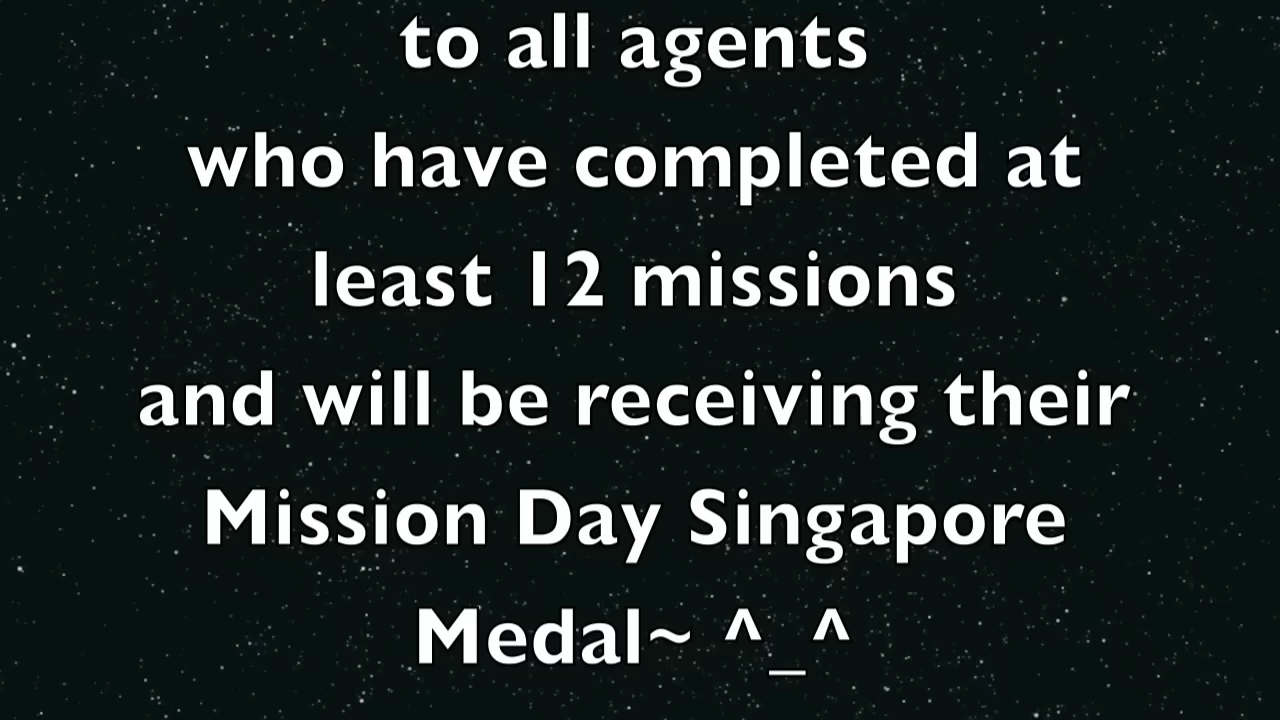 to all agents
who have completed at
least 12 missions
and will be receiving their
Mission Day Singapore
Medal~ ^_^